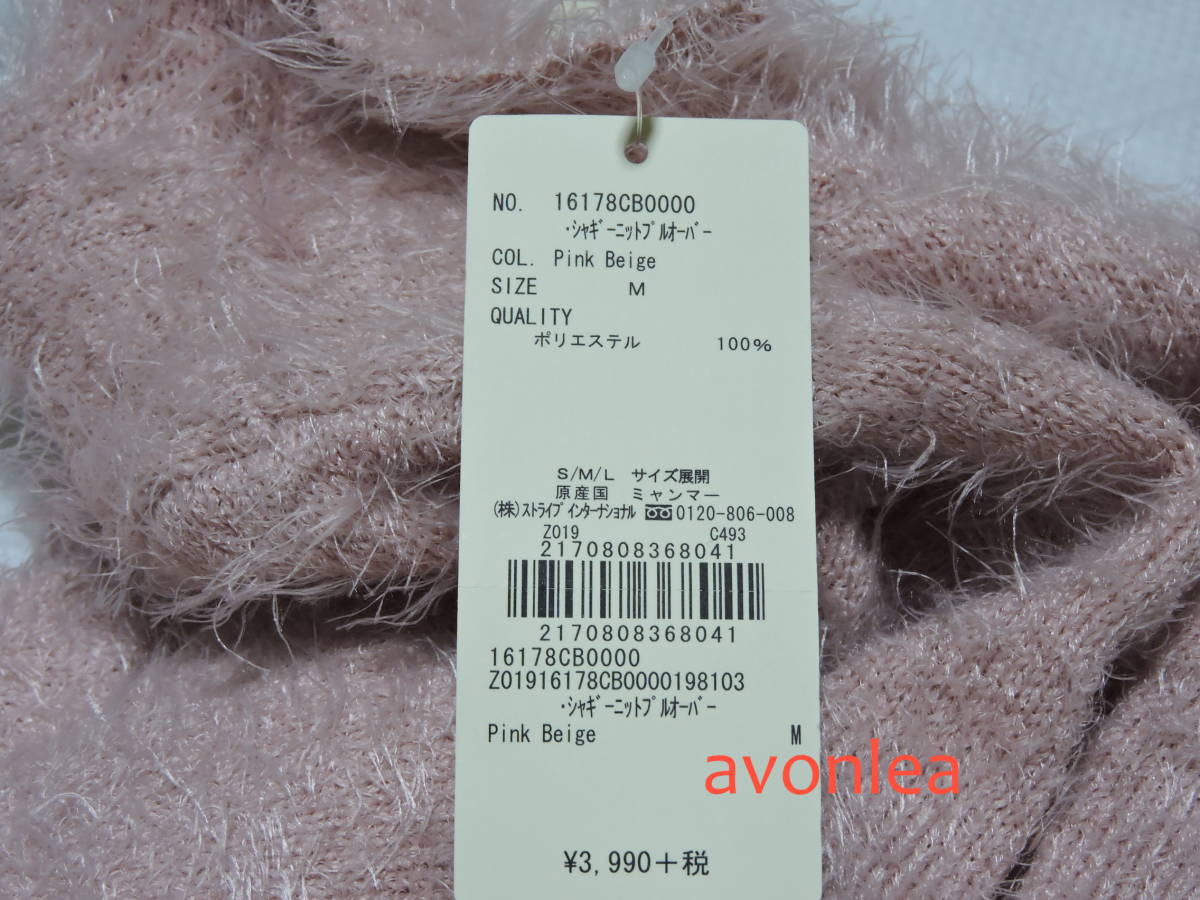 NO. 16178CB0000
・ｼｬｷﾞｰﾆｯﾄﾌﾟﾙｵｰﾊﾞｰ
COL. Pink Beige
SIZE M
QUALITY
ポリエステル 100%
S/M/L サイズ展開
原産国 ミャンマー
(株)ｽﾄﾗｲﾌﾟｲﾝﾀｰﾅｼｮﾅﾙ 0120-806-008
Z019 C493
2170808368041
2170808368041
16178CB0000
Z01916178CB0000198103
・ｼｬｷﾞｰﾆｯﾄﾌﾟﾙｵｰﾊﾞｰ
Pink Beige M
avonlea
¥3,990+税